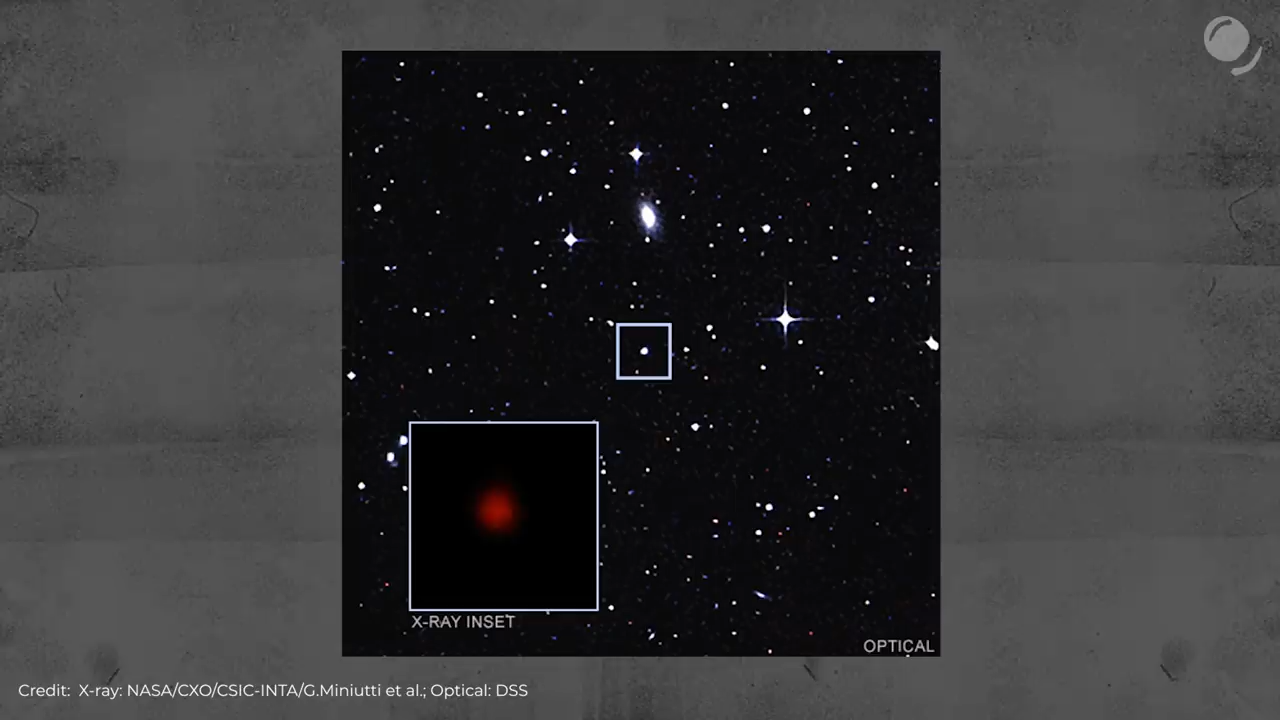 X-RAY INSET
OPTICAL
Credit:  X-ray: NASA/CXO/CSIC-INTA/G.Miniutti et al.; Optical: DSS